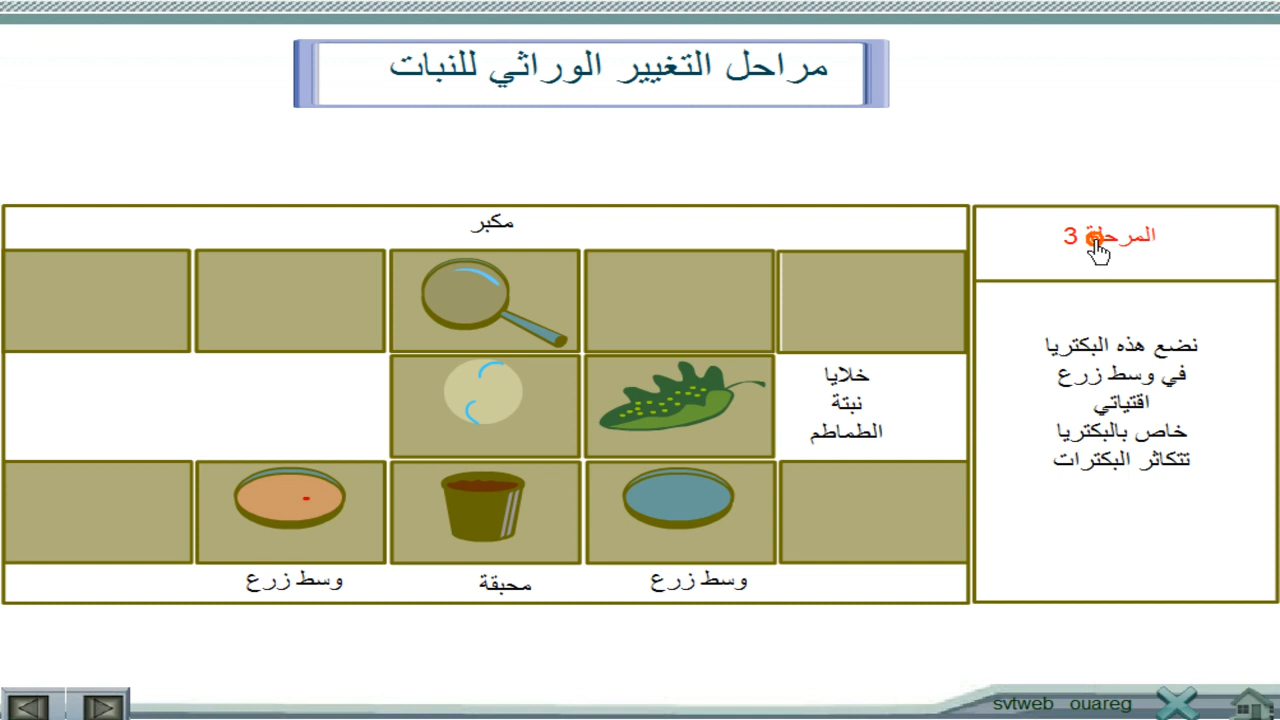 مراحل التغيير الوراثي للنبات
المرحلة 3
نضع هذه البكتريا
في وسط زرع
اقتياتي
خاص بالبكتريا
تتكاثر البكترات
مكبر
خلايا
نبتة
الطماطم
وسط زرع
محبقة
وسط زرع
svtweb ouareg